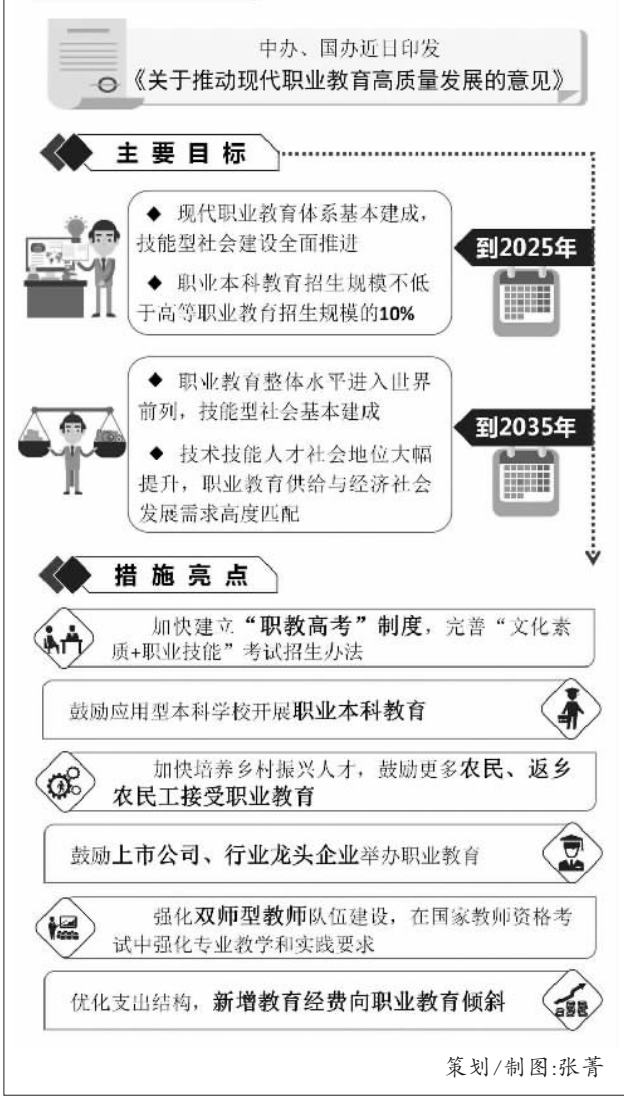 中办、国办近日印发
《关于推动现代职业教育高质量发展的意见》
主要目标
◆ 现代职业教育体系基本建成，
技能型社会建设全面推进
◆ 职业本科教育招生规模不低
于高等职业教育招生规模的10%
到2025年
◆ 职业教育整体水平进入世界
前列，技能型社会基本建成
◆ 技术技能人才社会地位大幅
提升，职业教育供给与经济社会
发展需求高度匹配
到2035年
措施亮点
加快建立“职教高考”制度，完善“文化素
质+职业技能”考试招生办法
鼓励应用型本科学校开展职业本科教育
加快培养乡村振兴人才，鼓励更多农民、返乡
农民工接受职业教育
鼓励上市公司、行业龙头企业举办职业教育
强化双师型教师队伍建设，在国家教师资格考
试中强化专业教学和实践要求
优化支出结构，新增教育经费向职业教育倾斜
策划/制图:张菁